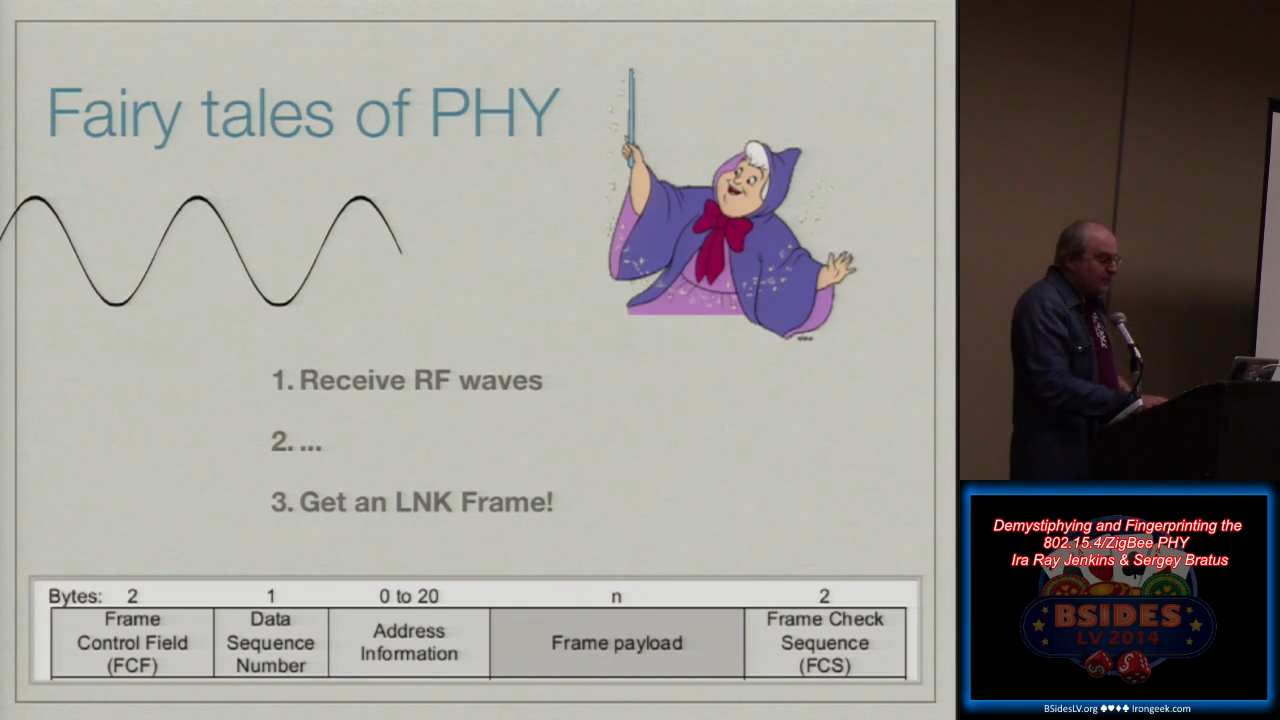 Fairy tales of PHY
1. Receive RF waves
2. ...
3. Get an LNK Frame!
Bytes: 2 1 0 to 20 n 2
Frame Control Field (FCF)
Data Sequence Number
Address Information
Frame payload
Frame Check Sequence (FCS)
Demystiphying and Fingerprinting the
802.15.4/ZigBee PHY
Ira Ray Jenkins & Sergey Bratus
BSIDES
LV 2014
BSidesLV.org ♠♥♦♣ Irongeek.com